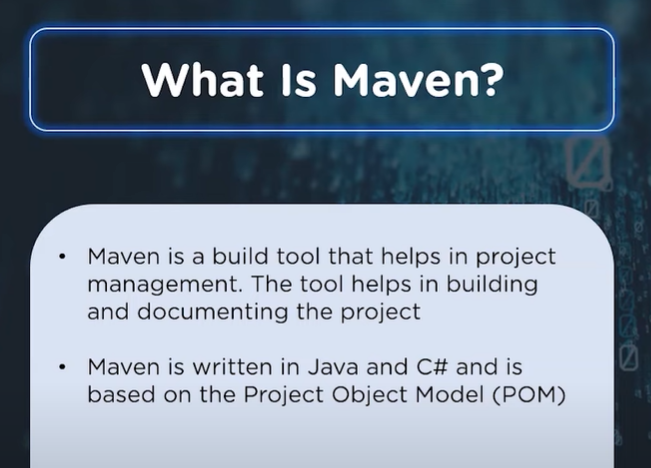 What Is Maven?
• Maven is a build tool that helps in project
management. The tool helps in building
and documenting the project
• Maven is written in Java and C# and is
based on the Project Object Model (POM)